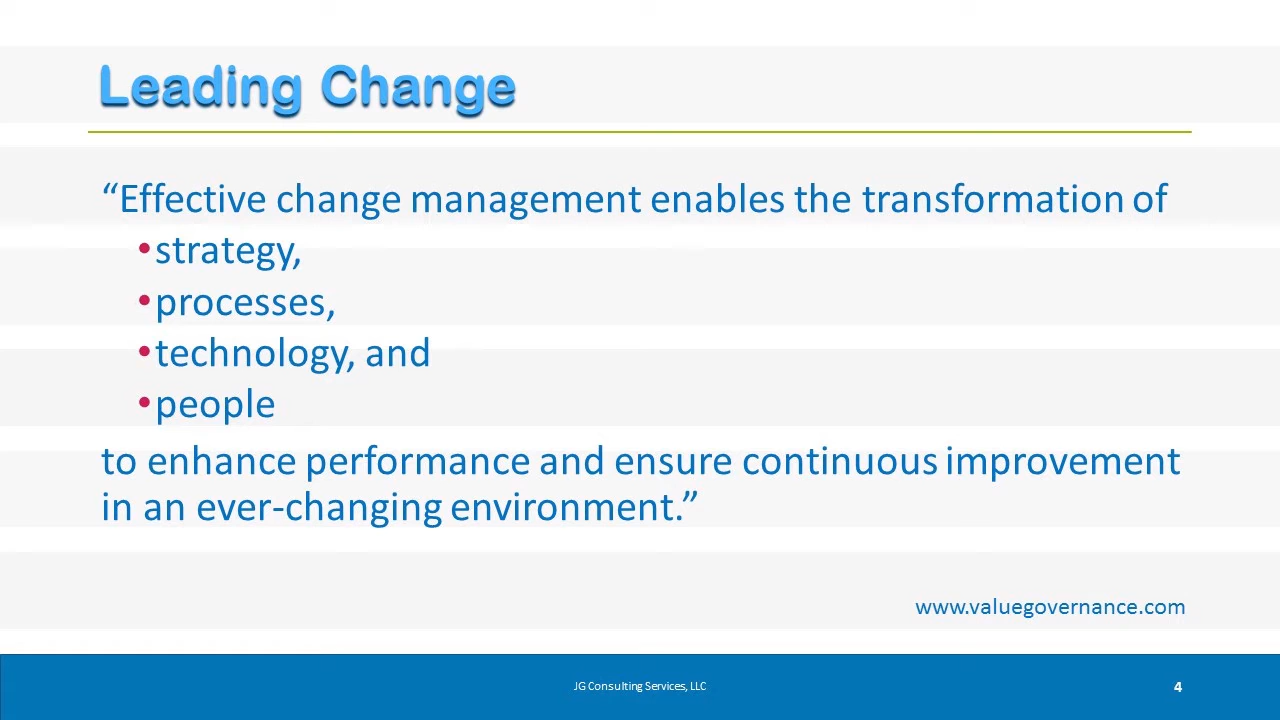 Leading Change
“Effective change management enables the transformation of
•strategy,
•processes,
•technology, and
•people
to enhance performance and ensure continuous improvement
in an ever-changing environment.”
www.valuegovernance.com
JG Consulting Services, LLC
4